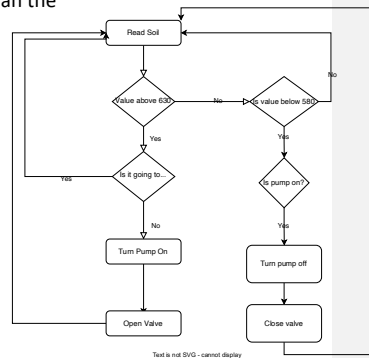 an the
Read Soil
Value above 630
No
is value below 580
No
Yes
Yes
Is it going to...
Is pump on?
Yes
No
Yes
Turn Pump On
Turn pump off
Open Valve
Close valve
Text is not SVG - cannot display